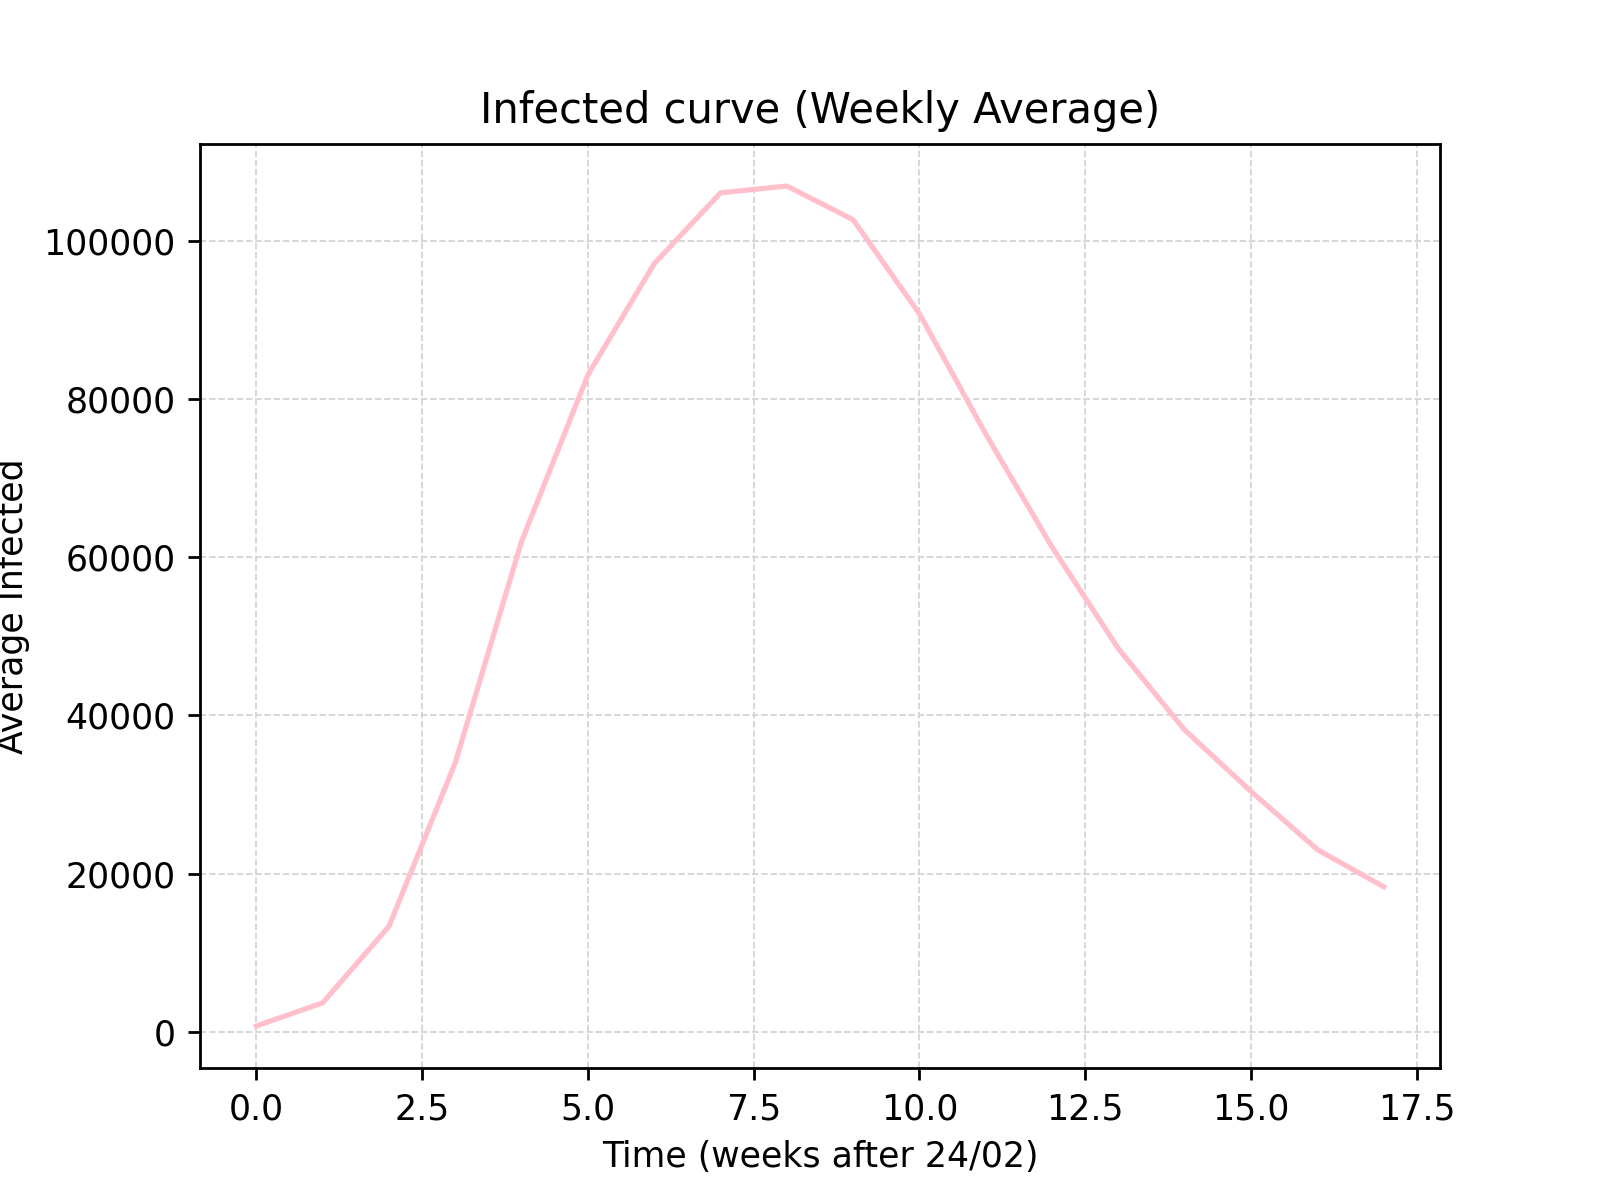 Infected curve (Weekly Average)
Average Infected
100000
80000
60000
40000
20000
0
0.0 2.5 5.0 7.5 10.0 12.5 15.0 17.5
Time (weeks after 24/02)